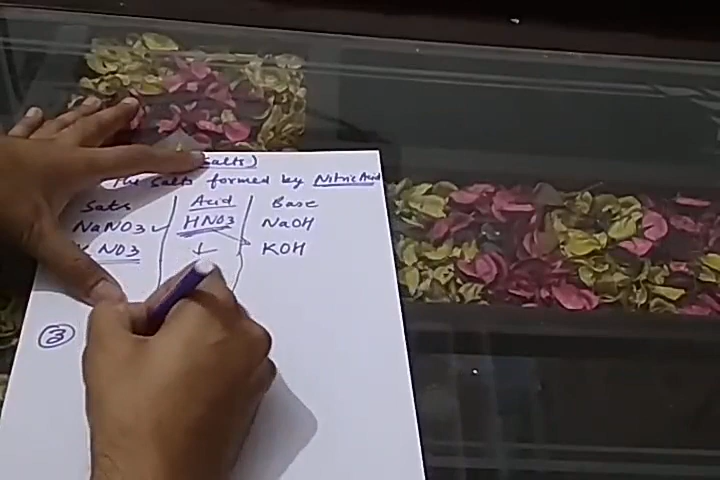 Salts)
The Salts formed by Nitric Acid
Salts Acid Base
NaNO3 HNO3 NaOH
NO3 KOH
3